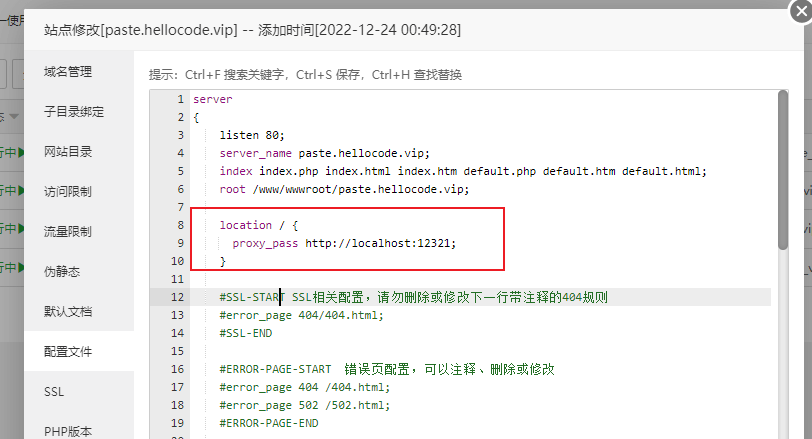 站点修改[paste.hellocode.vip] -- 添加时间[2022-12-24 00:49:28]
域名管理
子目录绑定
网站目录
访问限制
流量限制
伪静态
默认文档
配置文件
SSL
PHP版本
提示：Ctrl+F 搜索关键字，Ctrl+S 保存，Ctrl+H 查找替换
1 server
2 {
3 listen 80;
4 server_name paste.hellocode.vip;
5 index index.php index.html index.htm default.php default.htm default.html;
6 root /www/wwwroot/paste.hellocode.vip;
7
8 location / {
9 proxy_pass http://localhost:12321;
10 }
11
12 #SSL-START SSL相关配置，请勿删除或修改下一行带注释的404规则
13 #error_page 404/404.html;
14 #SSL-END
15
16 #ERROR-PAGE-START 错误页配置，可以注释、删除或修改
17 #error_page 404 /404.html;
18 #error_page 502 /502.html;
19 #ERROR-PAGE-END